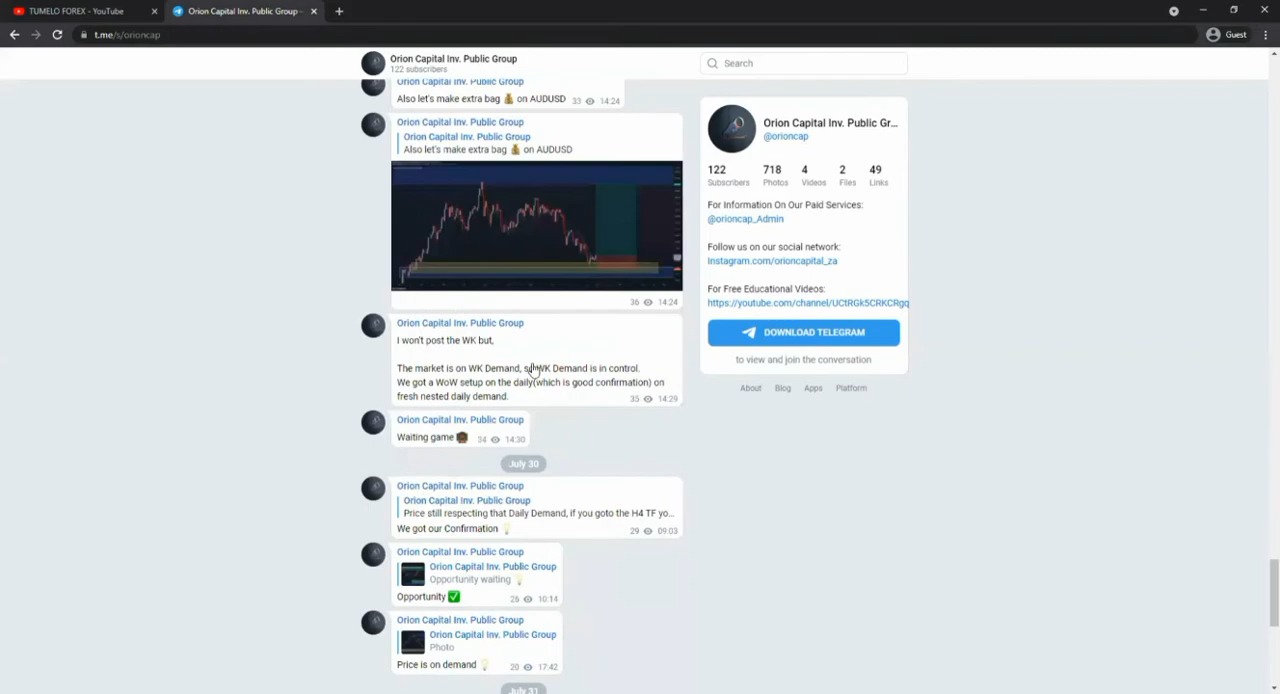 TUMELO FOREX - YouTube
Orion Capital Inv. Public Group -
t.me/s/orioncap
Guest
Orion Capital Inv. Public Group
122 subscribers
Search
Orion Capital Inv. Public Group
Also let's make extra bag 💰 on AUDUSD
33 14:24
Orion Capital Inv. Public Group
Orion Capital Inv. Public Group
Also let's make extra bag 💰 on AUDUSD
36 14:24
Orion Capital Inv. Public Group
I won't post the WK but,
The market is on WK Demand, WK Demand is in control.
We got a WoW setup on the daily(which is good confirmation) on
fresh nested daily demand.
35 14:29
Orion Capital Inv. Public Group
Waiting game
34 14:30
July 30
Orion Capital Inv. Public Group
Orion Capital Inv. Public Group
Price still respecting that Daily Demand, if you goto the H4 TF yo...
We got our Confirmation 💡
29 09:03
Orion Capital Inv. Public Group
Orion Capital Inv. Public Group
Opportunity waiting 💡
Opportunity ✅
26 10:14
Orion Capital Inv. Public Group
Orion Capital Inv. Public Group
Photo
Price is on demand 💡
20 17:42
July 31
Orion Capital Inv. Public Gr...
@orioncap
122 718 4 2 49
Subscribers Photos Videos Files Links
For Information On Our Paid Services:
@orioncap_Admin
Follow us on our social network:
Instagram.com/orioncapital_za
For Free Educational Videos:
https://youtube.com/channel/UCtRGk5CRKCRgq
DOWNLOAD TELEGRAM
to view and join the conversation
About Blog Apps Platform